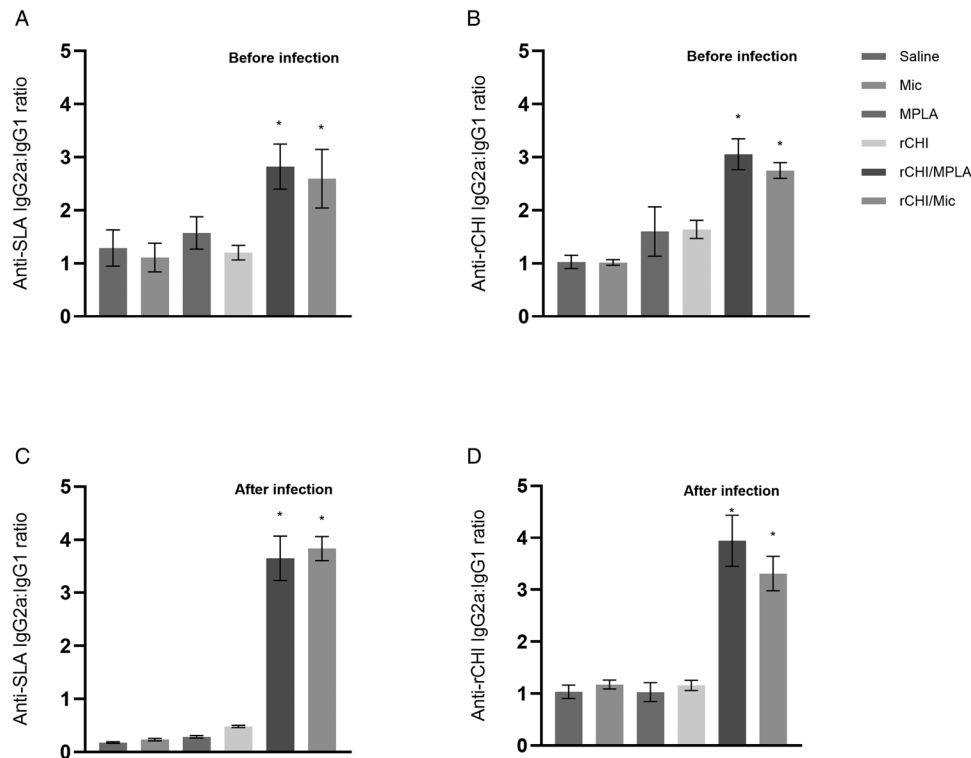 A
Anti-SLA IgG2a:IgG1 ratio
5
4
3
2
1
0
Before infection
*
*
B
Anti-rCHI IgG2a:IgG1 ratio
5
4
3
2
1
0
Before infection
*
*
Saline
Mic
MPLA
rCHI
rCHI/MPLA
rCHI/Mic
C
Anti-SLA IgG2a:IgG1 ratio
5
4
3
2
1
0
After infection
*
*
D
Anti-rCHI IgG2a:IgG1 ratio
5
4
3
2
1
0
After infection
*
*